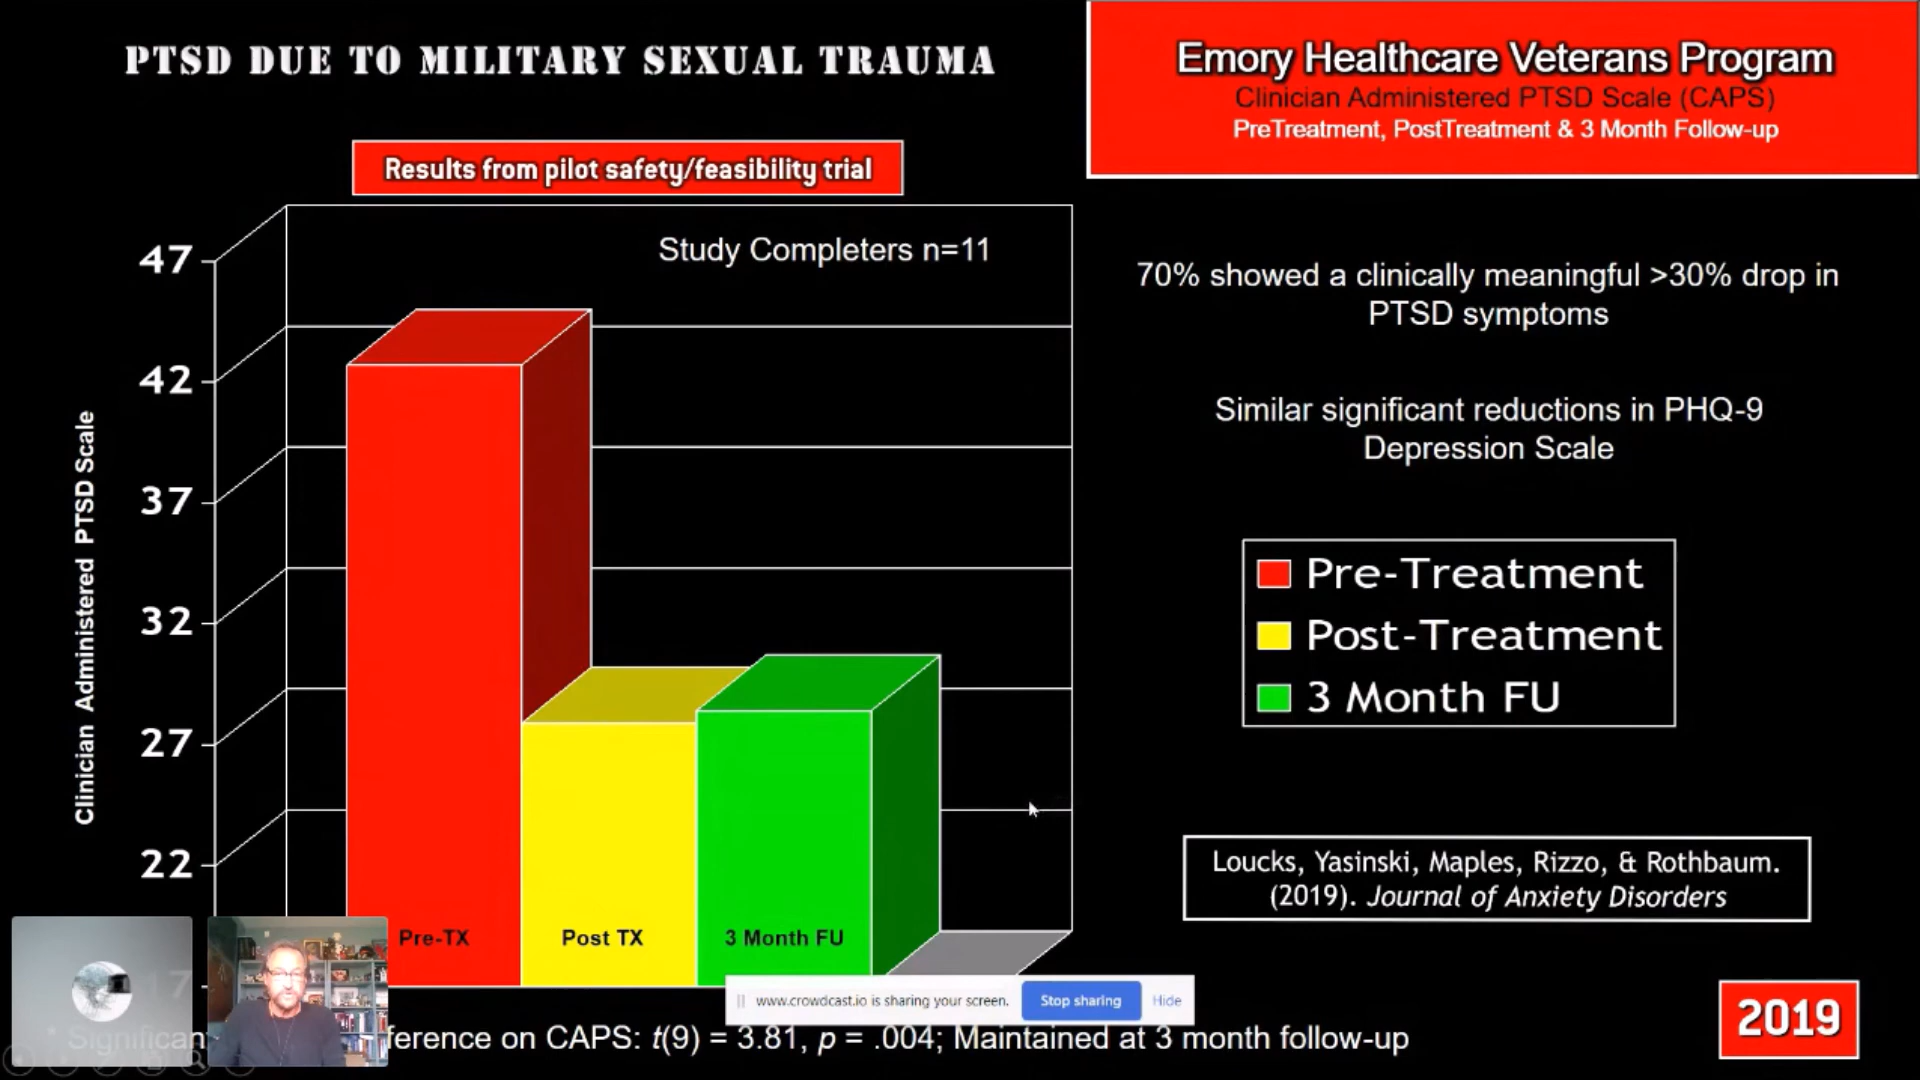 PTSD DUE TO MILITARY SEXUAL TRAUMA
Emory Healthcare Veterans Program
Clinician Administered PTSD Scale (CAPS)
PreTreatment, PostTreatment & 3 Month Follow-up
Results from pilot safety/feasibility trial
Study Completers n=11
47
42
37
32
27
22
17
Clinician Administered PTSD Scale
Pre-TX
Post TX
3 Month FU
70% showed a clinically meaningful >30% drop in
PTSD symptoms
Similar significant reductions in PHQ-9
Depression Scale
Pre-Treatment
Post-Treatment
3 Month FU
Loucks, Yasinski, Maples, Rizzo, & Rothbaum.
(2019). Journal of Anxiety Disorders
www.crowdcast.io is sharing your screen.
Stop sharing
Hide
* Significan ference on CAPS: t(9) = 3.81, p = .004; Maintained at 3 month follow-up
2019